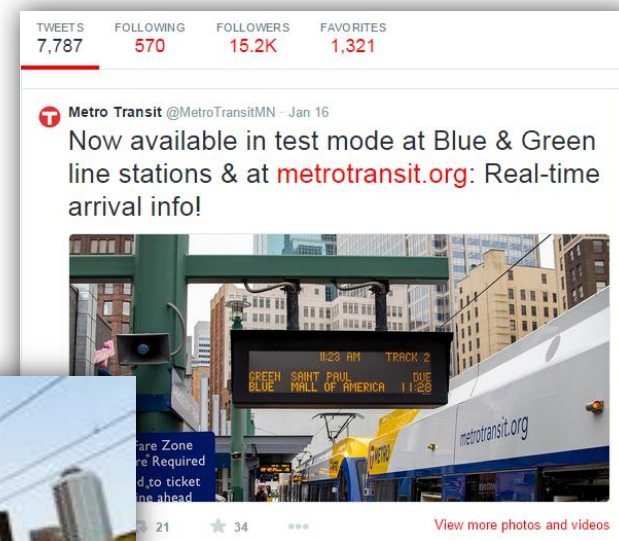 TWEETS FOLLOWING FOLLOWERS FAVORITES
7,787 570 15.2K 1,321
Metro Transit @MetroTransitMN · Jan 16
Now available in test mode at Blue & Green
line stations & at metrotransit.org: Real-time
arrival info!
11:23 AM TRACK 2
GREEN SAINT PAUL DUE
BLUE MALL OF AMERICA 11:28
metrotransit.org
METRO
Fare Zone
Required
to ticket
ahead
21 34 View more photos and videos